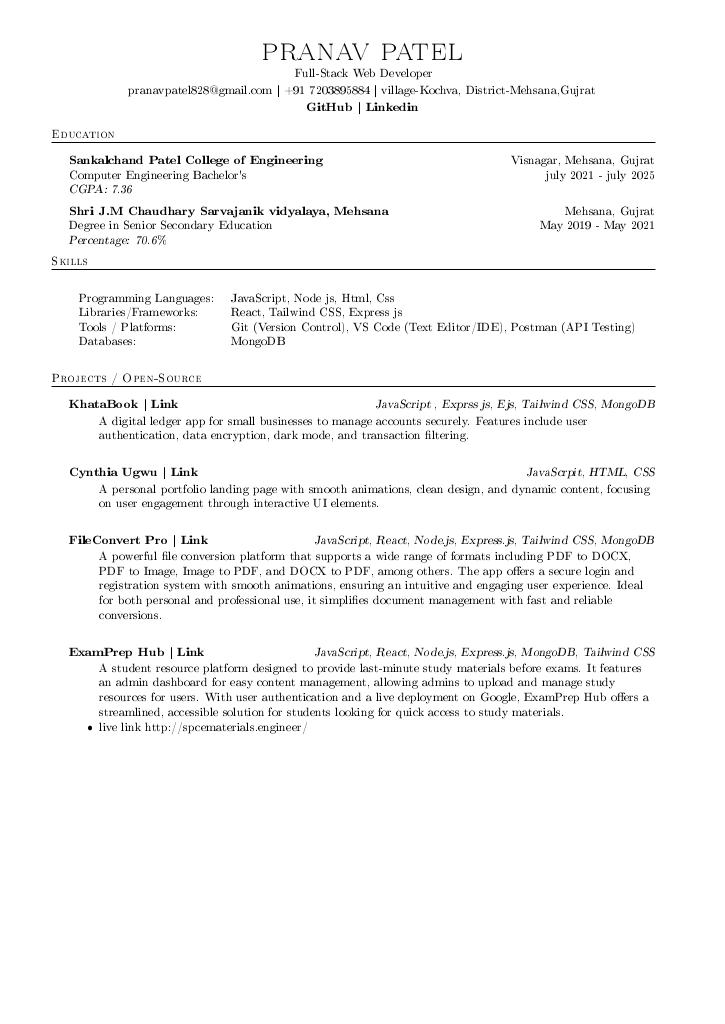 PRANAV PATEL
Full-Stack Web Developer
pranavpatel828@gmail.com | +91 7203895884 | village-Kochva, District-Mehsana,Gujrat
GitHub | Linkedin
Education
Sankalchand Patel College of Engineering Visnagar, Mehsana, Gujrat
Computer Engineering Bachelor's july 2021 - july 2025
CGPA: 7.36
Shri J.M Chaudhary Sarvajanik vidyalaya, Mehsana Mehsana, Gujrat
Degree in Senior Secondary Education May 2019 - May 2021
Percentage: 70.6%
Skills
Programming Languages: JavaScript, Node js, Html, Css
Libraries/Frameworks: React, Tailwind CSS, Express js
Tools / Platforms: Git (Version Control), VS Code (Text Editor/IDE), Postman (API Testing)
Databases: MongoDB
Projects / Open-Source
KhataBook | Link JavaScript , Exprss js, Ejs, Tailwind CSS, MongoDB
A digital ledger app for small businesses to manage accounts securely. Features include user
authentication, data encryption, dark mode, and transaction filtering.
Cynthia Ugwu | Link JavaScrpit, HTML, CSS
A personal portfolio landing page with smooth animations, clean design, and dynamic content, focusing
on user engagement through interactive UI elements.
FileConvert Pro | Link JavaScript, React, Node.js, Express.js, Tailwind CSS, MongoDB
A powerful file conversion platform that supports a wide range of formats including PDF to DOCX,
PDF to Image, Image to PDF, and DOCX to PDF, among others. The app offers a secure login and
registration system with smooth animations, ensuring an intuitive and engaging user experience. Ideal
for both personal and professional use, it simplifies document management with fast and reliable
conversions.
ExamPrep Hub | Link JavaScript, React, Node.js, Express.js, MongoDB, Tailwind CSS
A student resource platform designed to provide last-minute study materials before exams. It features
an admin dashboard for easy content management, allowing admins to upload and manage study
resources for users. With user authentication and a live deployment on Google, ExamPrep Hub offers a
streamlined, accessible solution for students looking for quick access to study materials.
• live link http://spcematerials.engineer/